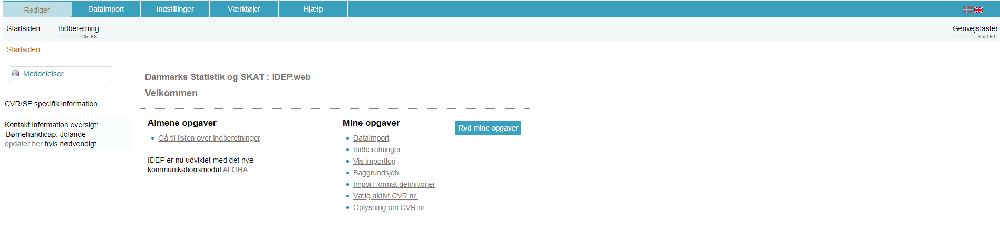 Rediger Dataimport Indstillinger Værktøjer Hjælp
Startsiden Indberetning Genvejstaster
Ctrl F3 Shift F1
Startsiden
Meddelelser
CVR/SE specifik information
Kontakt information oversigt:
Børnehandicap: Jolande
opdater her hvis nødvendigt
Danmarks Statistik og SKAT : IDEP.web
Velkommen
Almene opgaver
Gå til listen over indberetninger
IDEP er nu udviklet med det nye
kommunikationsmodul ALOHA
Mine opgaver
Ryd mine opgaver
Dataimport
Indberetninger
Vis importlog
Baggrundsjob
Import format definitioner
Vælg aktivt CVR nr.
Oplysning om CVR nr.